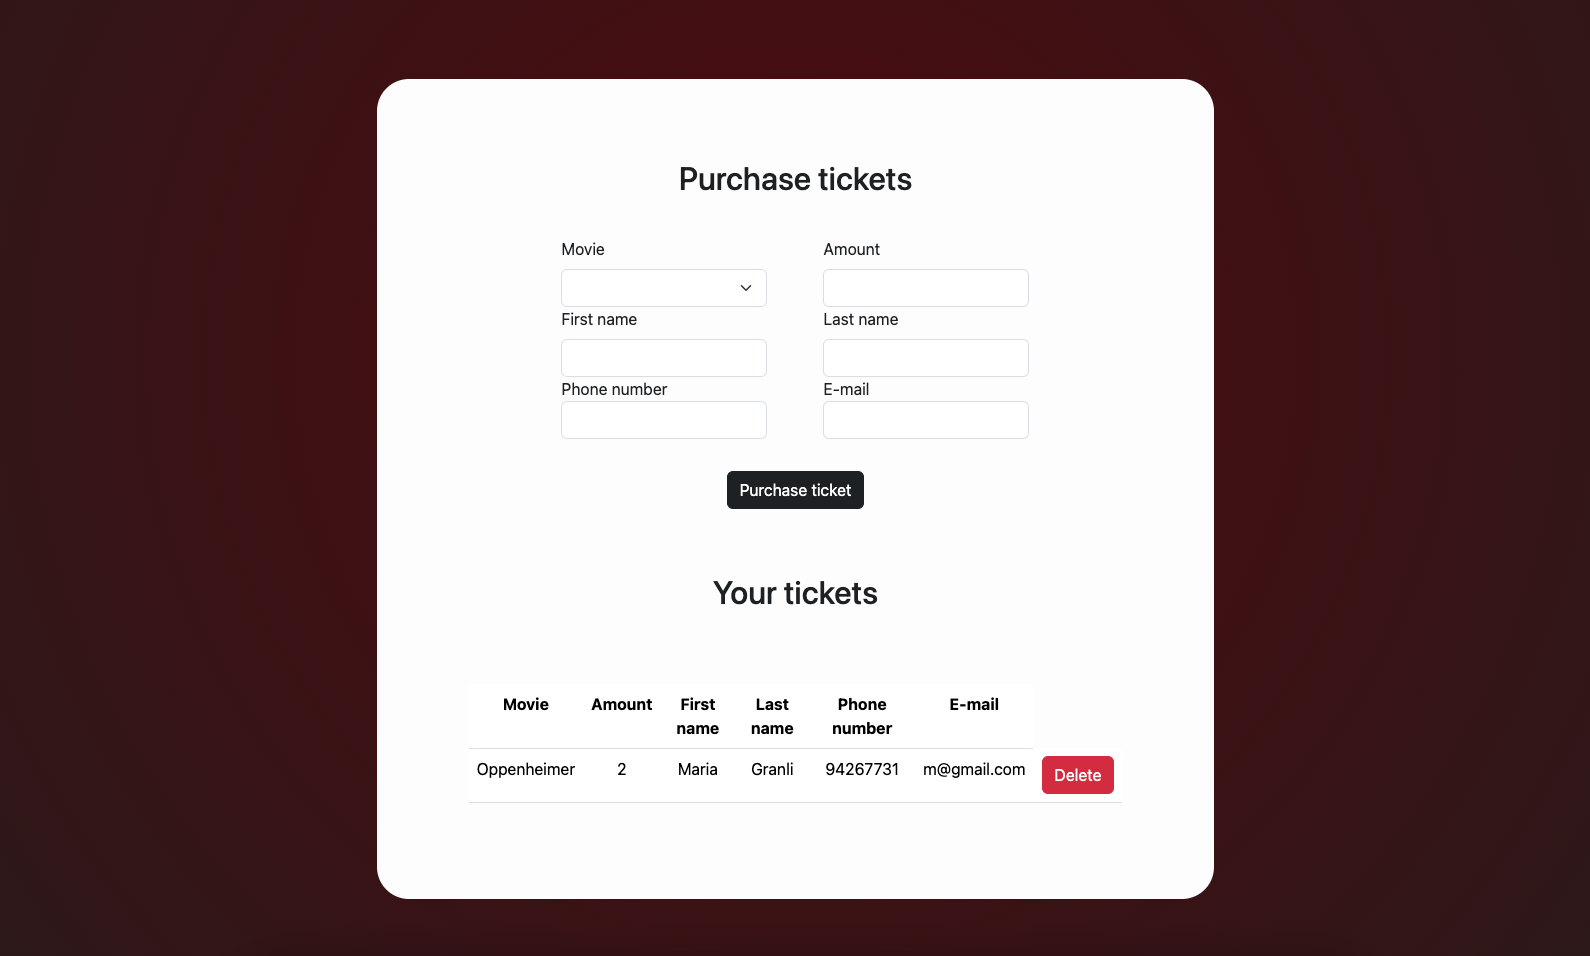 Purchase tickets
Movie Amount
First name Last name
Phone number E-mail
Purchase ticket
Your tickets
Movie Amount First name Last name Phone number E-mail
Oppenheimer 2 Maria Granli 94267731 m@gmail.com Delete